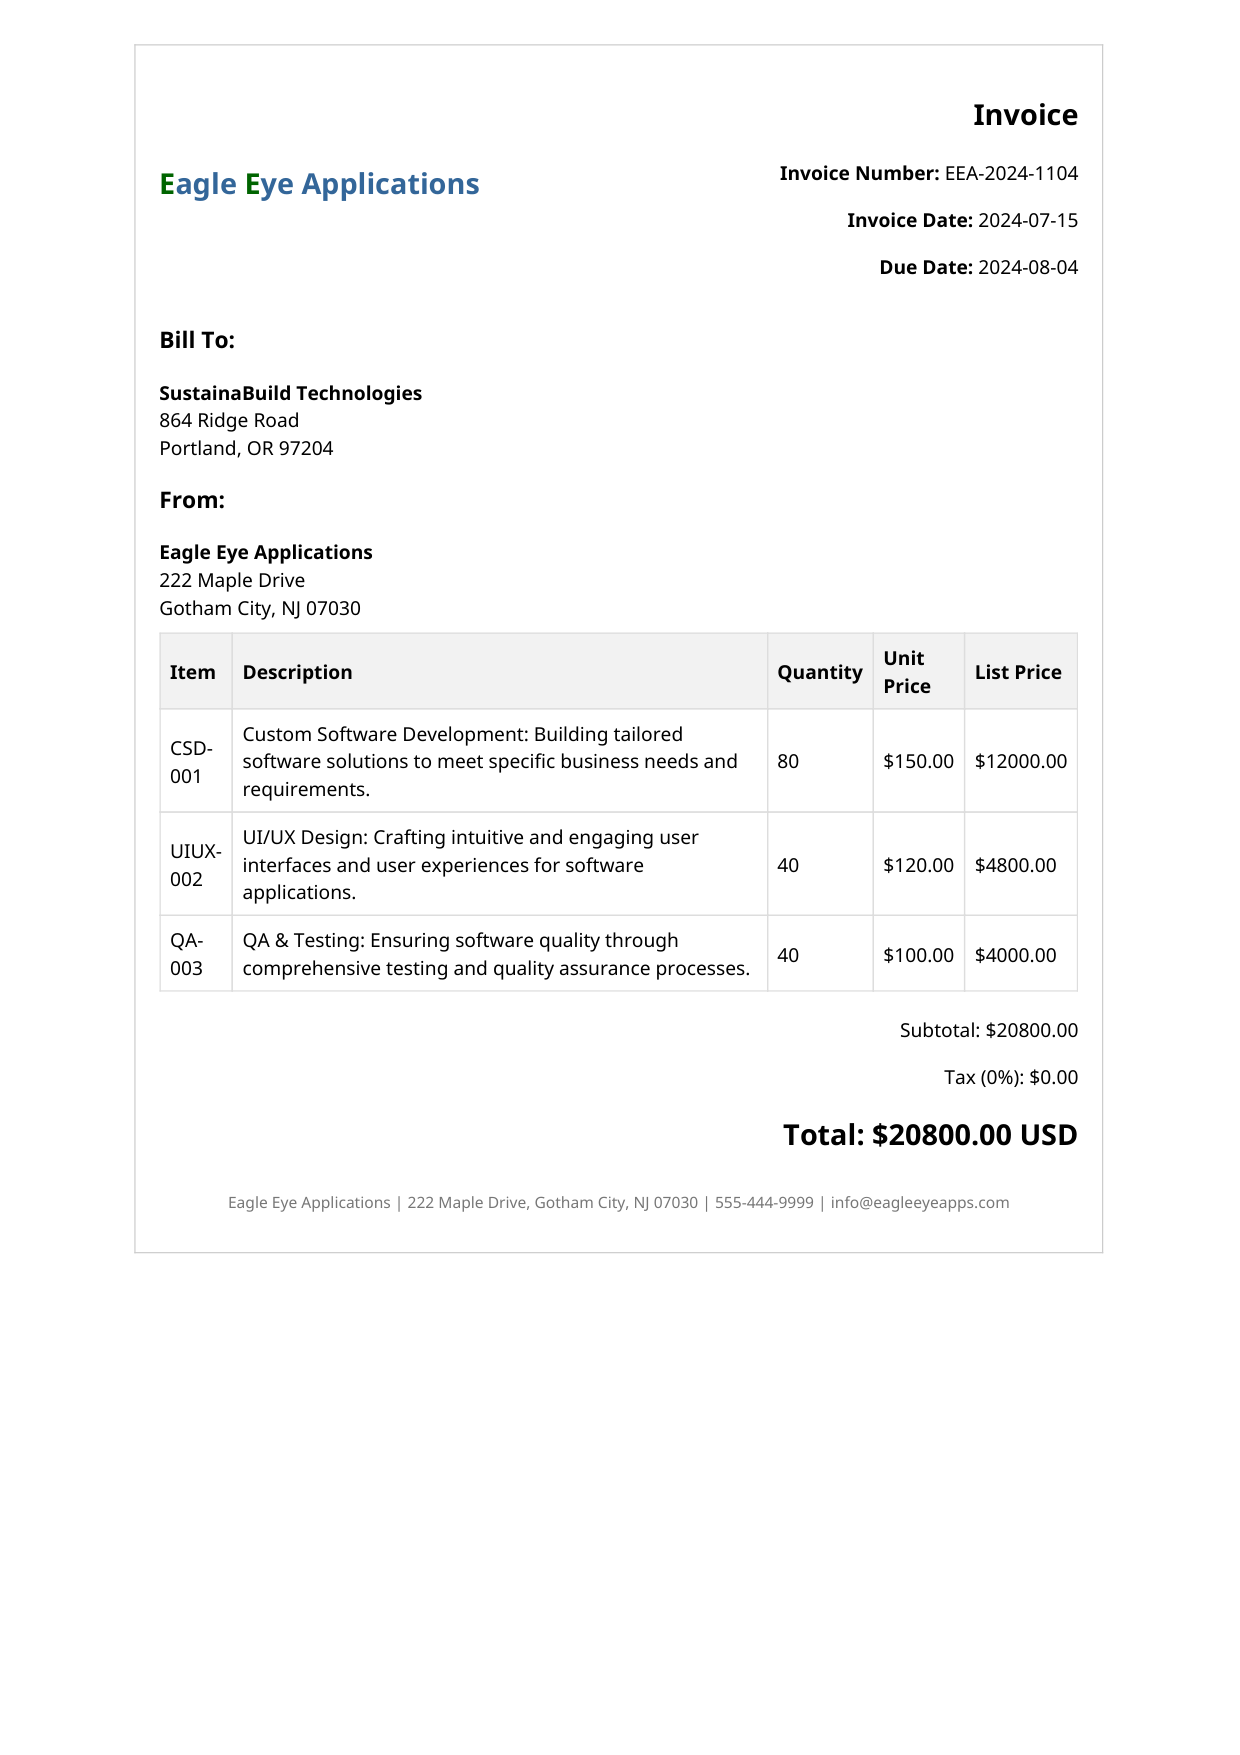 Invoice
Eagle Eye Applications
Invoice Number: EEA-2024-1104
Invoice Date: 2024-07-15
Due Date: 2024-08-04
Bill To:
SustainaBuild Technologies
864 Ridge Road
Portland, OR 97204
From:
Eagle Eye Applications
222 Maple Drive
Gotham City, NJ 07030
Item Description Quantity Unit Price List Price
CSD-001 Custom Software Development: Building tailored software solutions to meet specific business needs and requirements. 80 $150.00 $12000.00
UIUX-002 UI/UX Design: Crafting intuitive and engaging user interfaces and user experiences for software applications. 40 $120.00 $4800.00
QA-003 QA & Testing: Ensuring software quality through comprehensive testing and quality assurance processes. 40 $100.00 $4000.00
Subtotal: $20800.00
Tax (0%): $0.00
Total: $20800.00 USD
Eagle Eye Applications | 222 Maple Drive, Gotham City, NJ 07030 | 555-444-9999 | info@eagleeyeapps.com